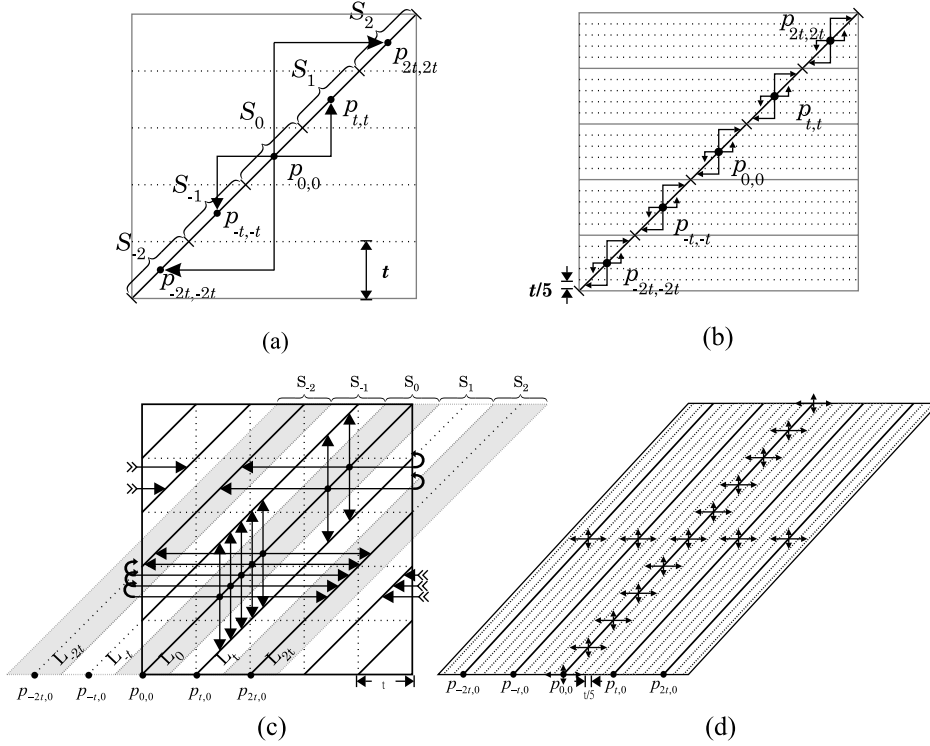 S₂
p₂ₜ,₂ₜ
S₁
pₜ,ₜ
S₀
p₀,₀
S₋₁
p₋ₜ,₋ₜ
S₋₂
p₋₂ₜ,₋₂ₜ
t
(a)
p₂ₜ,₂ₜ
pₜ,ₜ
p₀,₀
p₋ₜ,₋ₜ
p₋₂ₜ,₋₂ₜ
t/5
(b)
S₋₂ S₋₁ S₀ S₁ S₂
L₋₂ₜ L₋ₜ L₀ Lₜ L₂ₜ
p₋₂ₜ,₀ p₋ₜ,₀ p₀,₀ pₜ,₀ p₂ₜ,₀ t
(c)
p₋₂ₜ,₀ p₋ₜ,₀ p₀,₀ t/5 pₜ,₀ p₂ₜ,₀
(d)